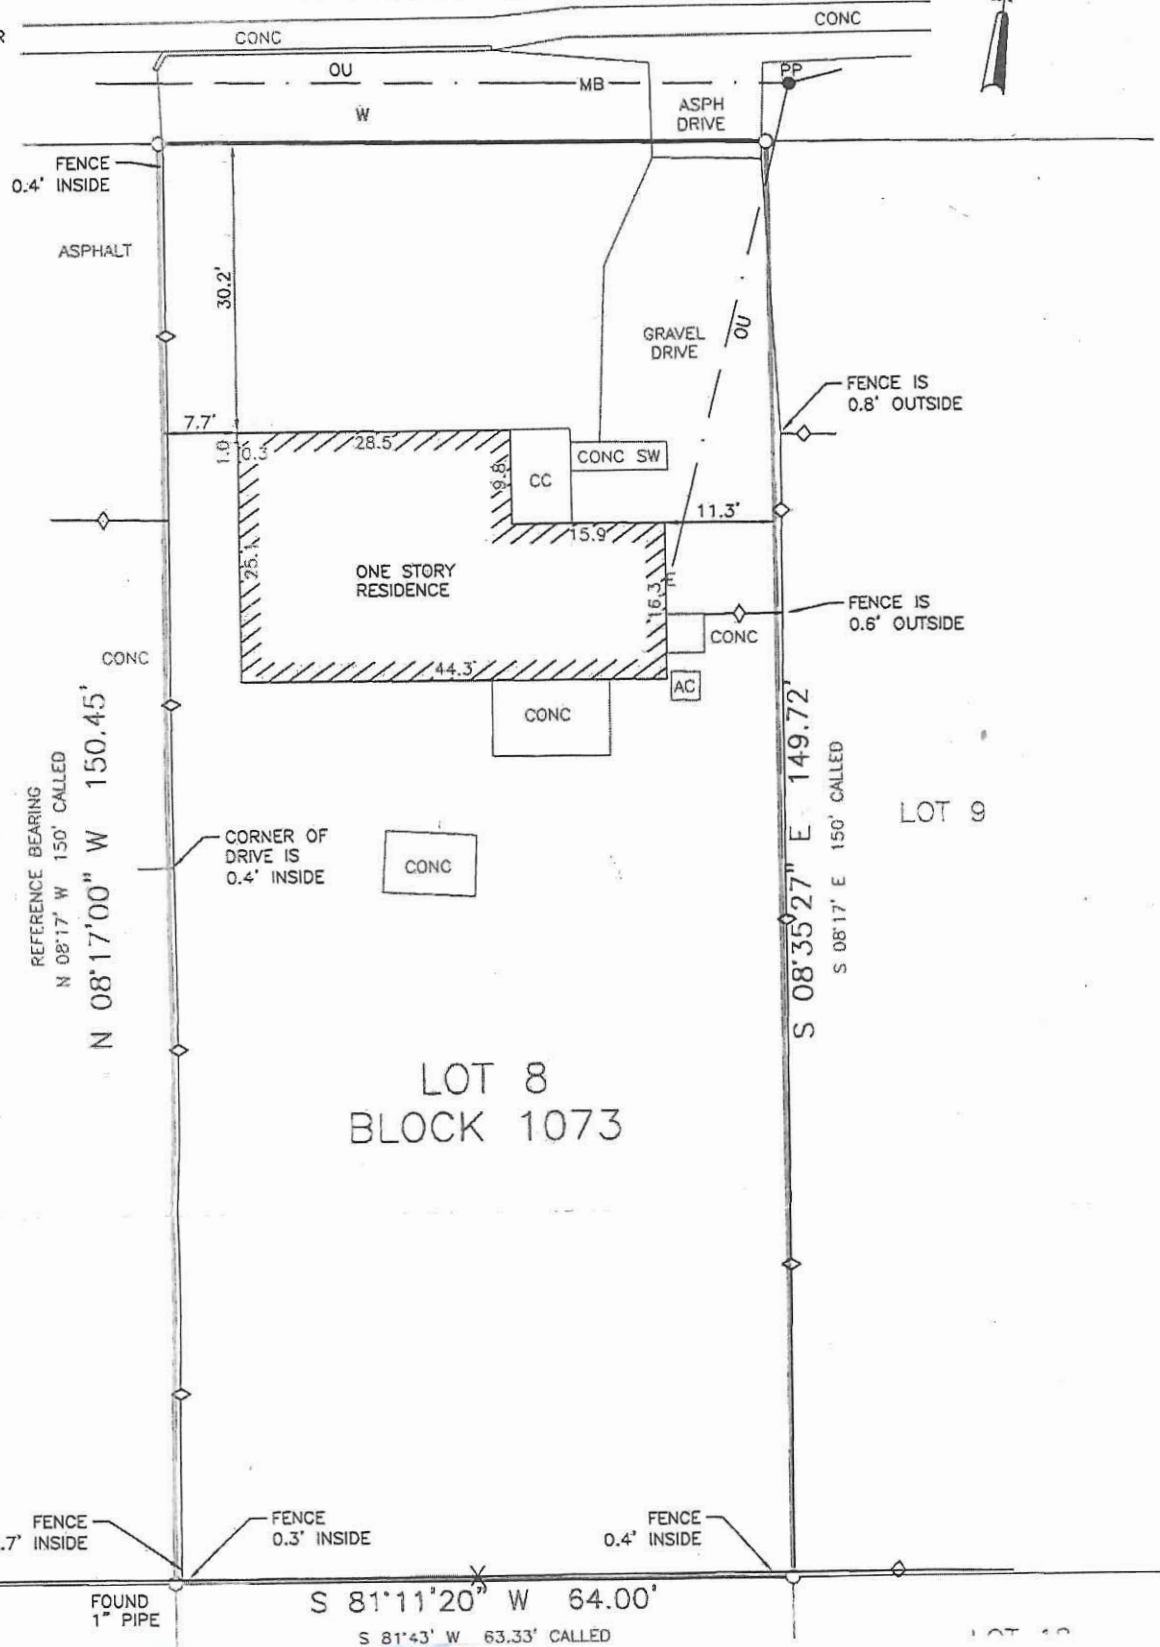 R
CONC
CONC
OU
MB
PP
W
ASPH
DRIVE
FENCE
0.4' INSIDE
ASPHALT
30.2'
GRAVEL
DRIVE
OU
FENCE IS
0.8' OUTSIDE
7.7'
1.0
0.3
28.5
9.8
CC
CONC SW
11.3'
15.9
25.1
ONE STORY
RESIDENCE
16.3
E
FENCE IS
0.6' OUTSIDE
CONC
CONC
44.3
AC
CONC
REFERENCE BEARING
N 08°17' W 150' CALLED
N 08°17'00" W 150.45'
S 08°35'27" E 149.72'
S 08°17' E 150' CALLED
LOT 9
CORNER OF
DRIVE IS
0.4' INSIDE
CONC
LOT 8
BLOCK 1073
FENCE
.7' INSIDE
FENCE
0.3' INSIDE
FENCE
0.4' INSIDE
FOUND
1" PIPE
S 81°11'20" W 64.00'
S 81°43' W 63.33' CALLED
LOT